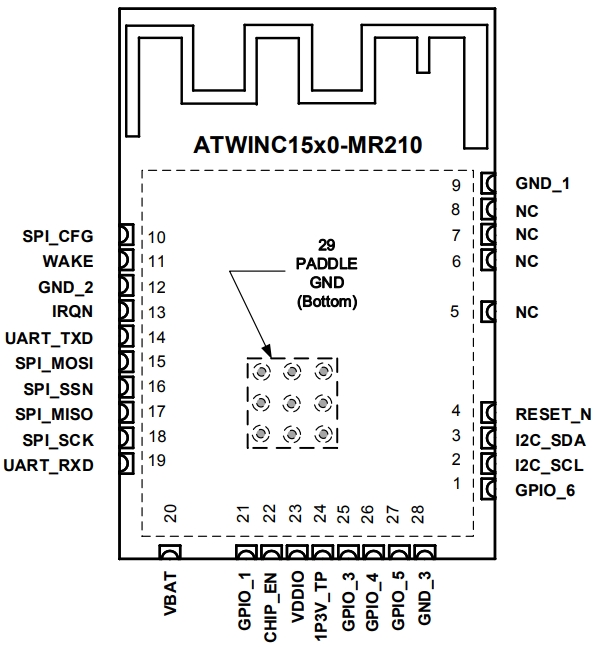 ATWINC15x0-MR210
9 GND_1
8 NC
7 NC
6 NC
5 NC
4 RESET_N
3 I2C_SDA
2 I2C_SCL
1 GPIO_6
29
PADDLE
GND
(Bottom)
SPI_CFG 10
WAKE 11
GND_2 12
IRQN 13
UART_TXD 14
SPI_MOSI 15
SPI_SSN 16
SPI_MISO 17
SPI_SCK 18
UART_RXD 19
20 VBAT
21 GPIO_1
22 CHIP_EN
23 VDDIO
24 1P3V_TP
25 GPIO_3
26 GPIO_4
27 GPIO_5
28 GND_3